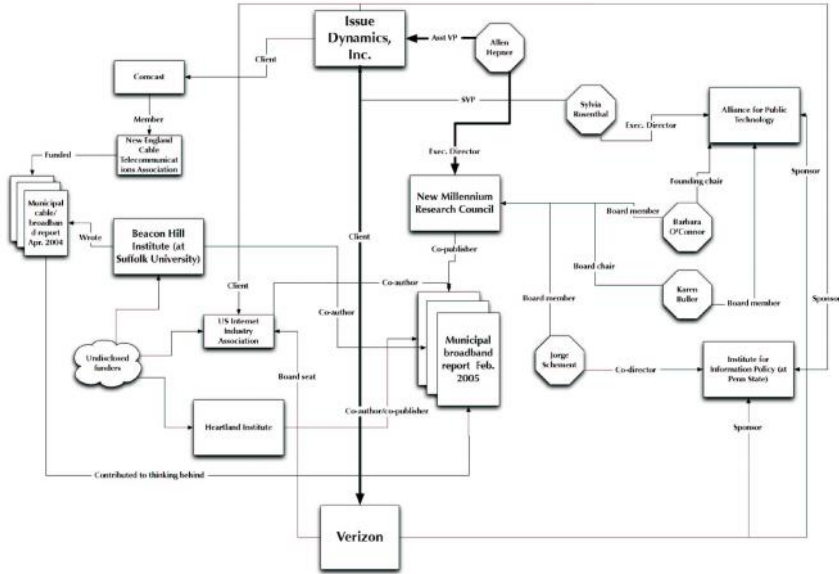 Issue
Dynamics,
Inc.
Asst VP
Allen
Hepner
Client
Comcast
SVP
Sylvia
Rosenthal
Alliance for Public
Technology
Member
Exec. Director
New England
Cable
Telecommunicat
ions Association
Funded
Exec. Director
Sponsor
Founding chair
Municipal
cable/
broadban
d report
Apr. 2004
Wrote
Beacon Hill
Institute (at
Suffolk University)
New Millennium
Research Council
Board member
Barbara
O'Connor
Client
Co-publisher
Board chair
Karen
Buller
Client
Co-author
Board member
Board member
Sponsor
Co-author
US Internet
Industry
Association
Undisclosed
funders
Municipal
broadband
report Feb.
2005
Jorge
Schement
Co-director
Institute for
Information Policy (at
Penn State)
Board seat
Co-author/co-publisher
Heartland Institute
Sponsor
Contributed to thinking behind
Verizon